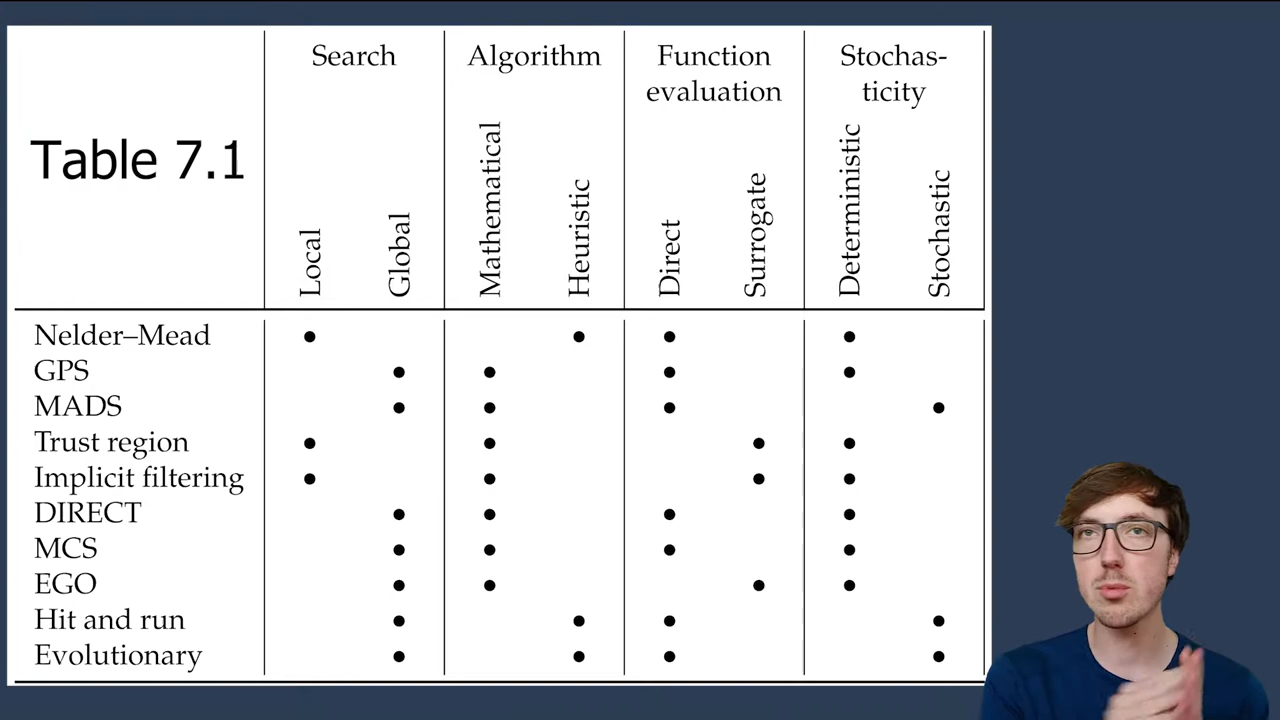 Table 7.1
Search
Algorithm
Function
evaluation
Stochas-
ticity
Local
Global
Mathematical
Heuristic
Direct
Surrogate
Deterministic
Stochastic
Nelder–Mead
GPS
MADS
Trust region
Implicit filtering
DIRECT
MCS
EGO
Hit and run
Evolutionary